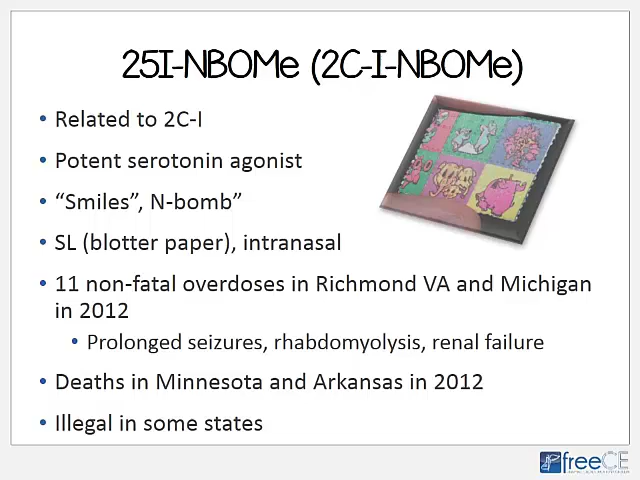 25I-NBOMe (2C-I-NBOMe)
• Related to 2C-I
• Potent serotonin agonist
• “Smiles”, N-bomb”
• SL (blotter paper), intranasal
• 11 non-fatal overdoses in Richmond VA and Michigan
in 2012
• Prolonged seizures, rhabdomyolysis, renal failure
• Deaths in Minnesota and Arkansas in 2012
• Illegal in some states
freeCE